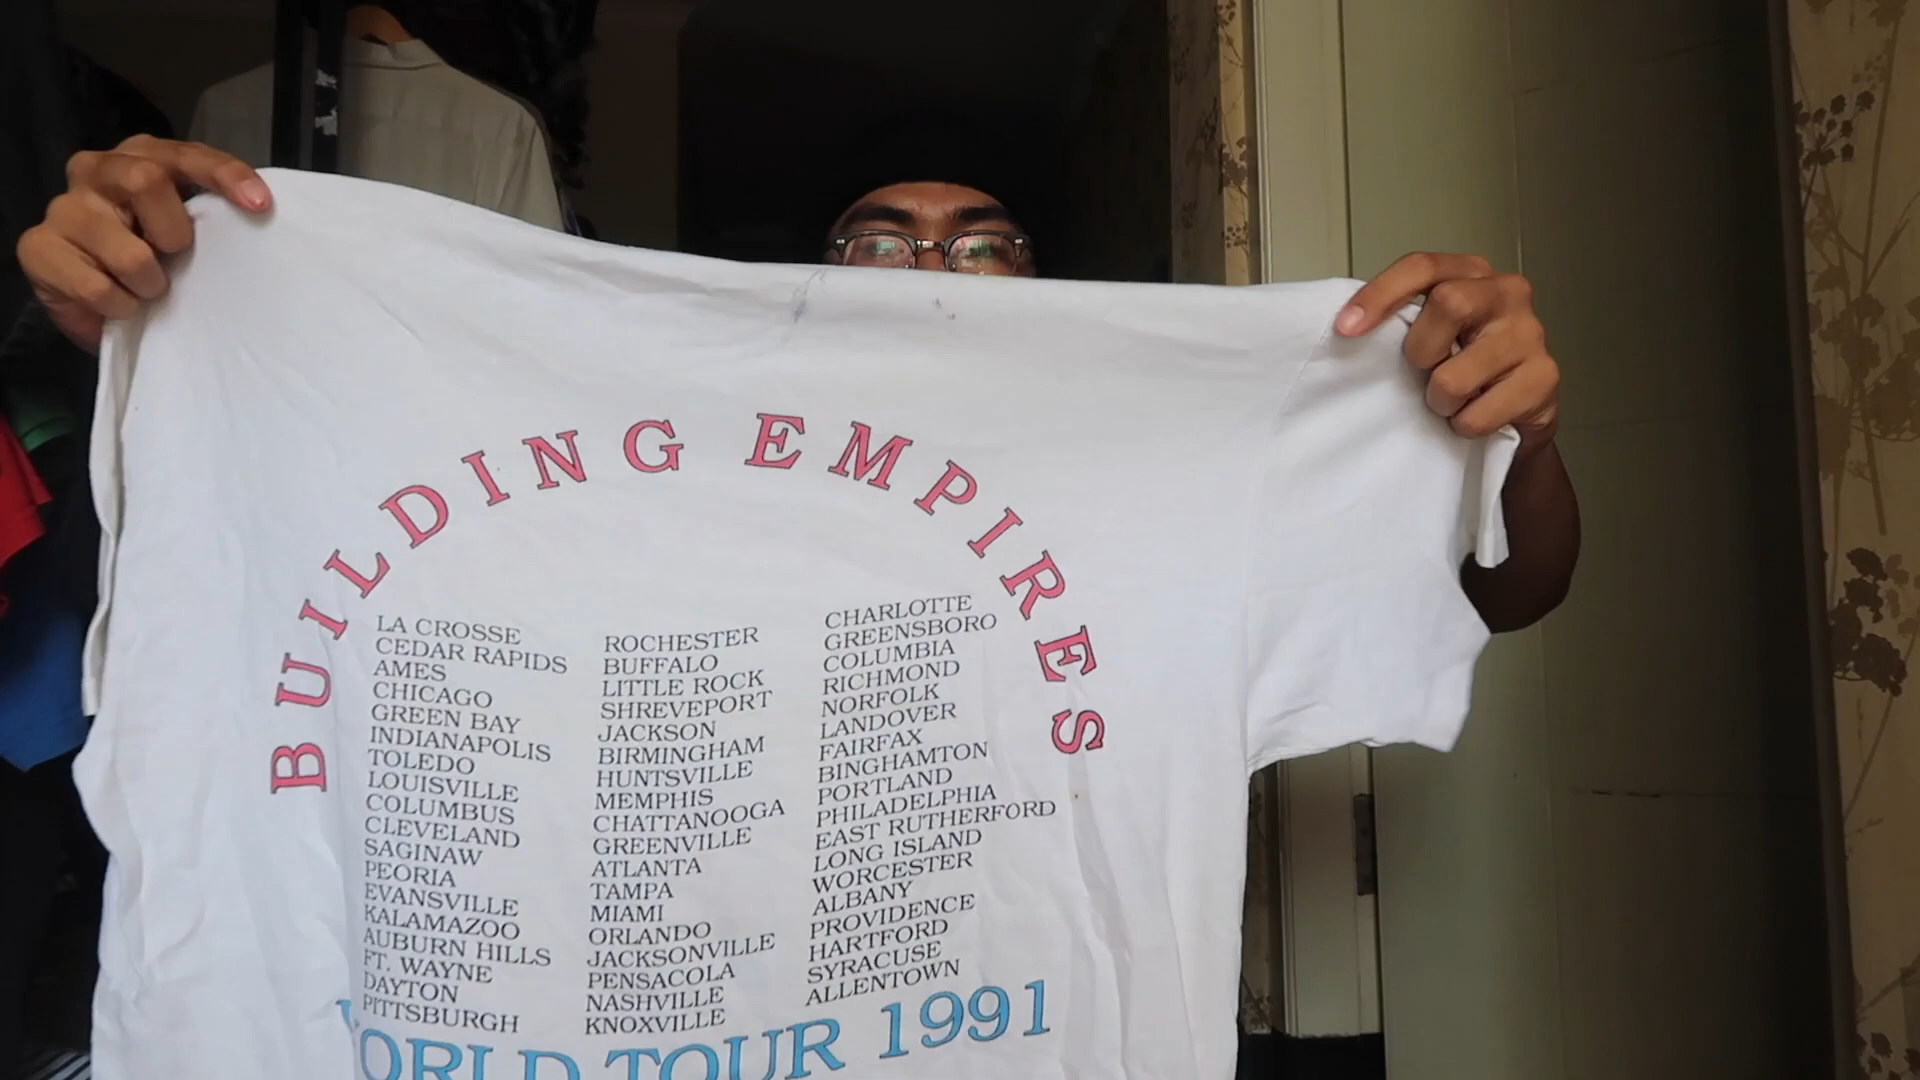 BUILDING EMPIRES
LA CROSSE
CEDAR RAPIDS
AMES
CHICAGO
GREEN BAY
INDIANAPOLIS
TOLEDO
LOUISVILLE
COLUMBUS
CLEVELAND
SAGINAW
PEORIA
EVANSVILLE
KALAMAZOO
AUBURN HILLS
FT. WAYNE
DAYTON
PITTSBURGH
ROCHESTER
BUFFALO
LITTLE ROCK
SHREVEPORT
JACKSON
BIRMINGHAM
HUNTSVILLE
MEMPHIS
CHATTANOOGA
GREENVILLE
ATLANTA
TAMPA
MIAMI
ORLANDO
JACKSONVILLE
PENSACOLA
NASHVILLE
KNOXVILLE
CHARLOTTE
GREENSBORO
COLUMBIA
RICHMOND
NORFOLK
LANDOVER
FAIRFAX
BINGHAMTON
PORTLAND
PHILADELPHIA
EAST RUTHERFORD
LONG ISLAND
WORCESTER
ALBANY
PROVIDENCE
HARTFORD
SYRACUSE
ALLENTOWN
WORLD TOUR 1991